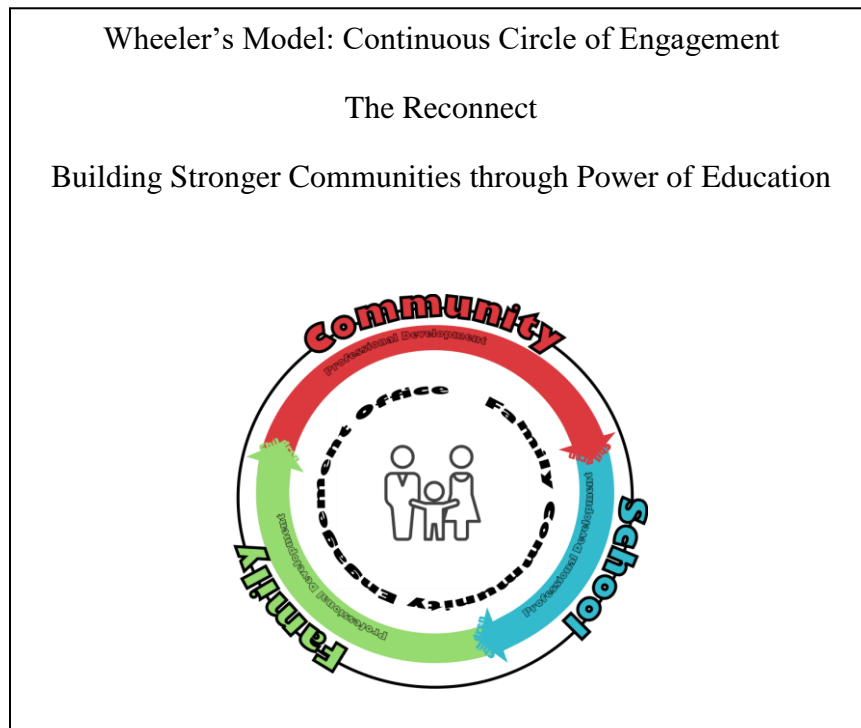 Wheeler’s Model: Continuous Circle of Engagement
The Reconnect
Building Stronger Communities through Power of Education
Community
Professional Development
School
Professional Development
Family
Professional Development
Family Community Engagement Office